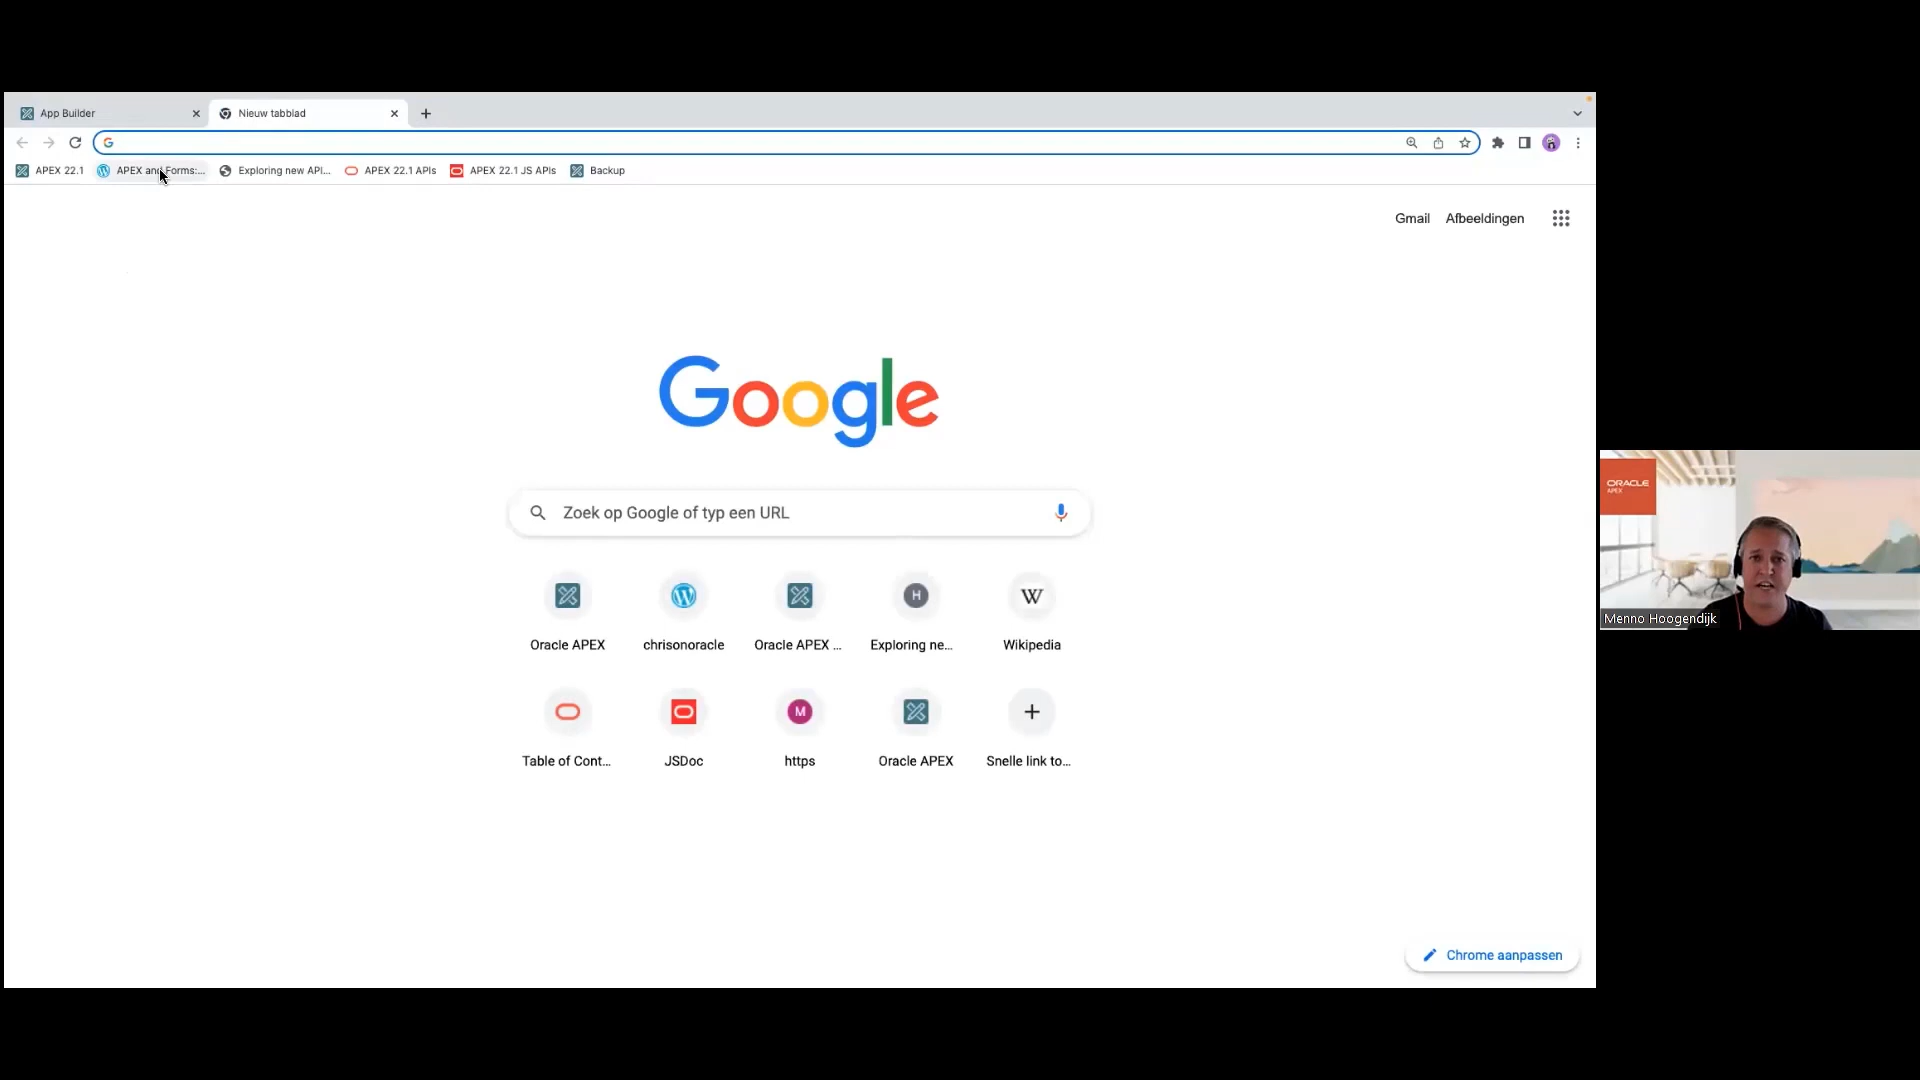 App Builder
Nieuw tabblad
APEX 22.1
APEX and Forms:...
Exploring new API...
APEX 22.1 APIs
APEX 22.1 JS APIs
Backup
Gmail
Afbeeldingen
Google
Zoek op Google of typ een URL
Oracle APEX
chrisonoracle
Oracle APEX ...
H
Exploring ne...
W
Wikipedia
Table of Cont...
JSDoc
M
https
Oracle APEX
Snelle link to...
Chrome aanpassen
ORACLE
APEX
Menno Hoogendijk